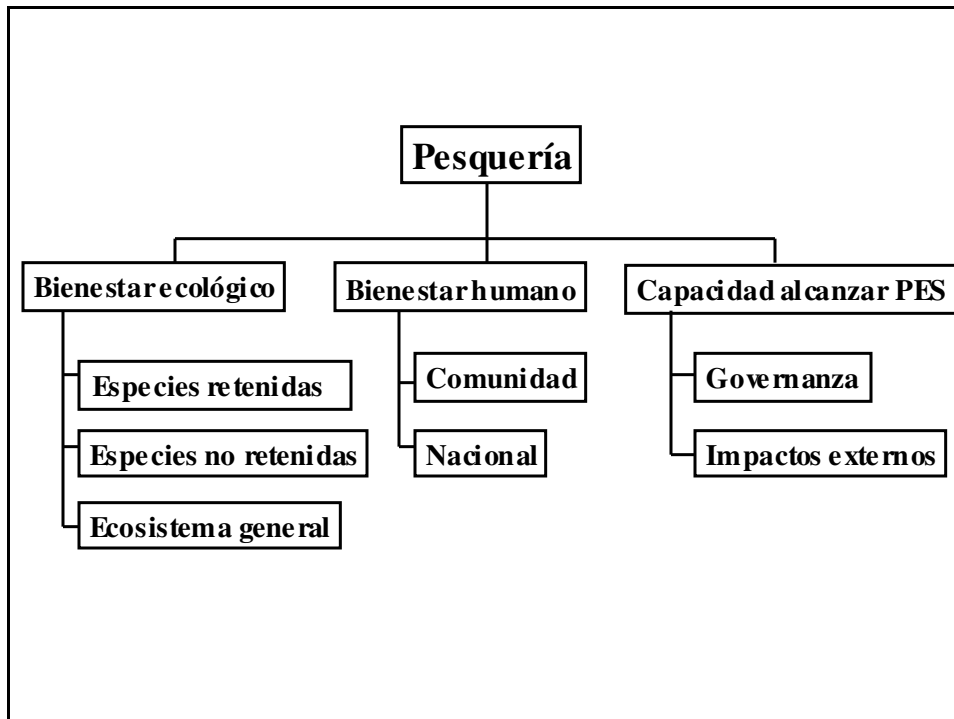 Pesquería
Bienestar ecológico
Bienestar humano
Capacidad alcanzar PES
Especies retenidas
Comunidad
Governanza
Especies no retenidas
Nacional
Impactos externos
Ecosistema general